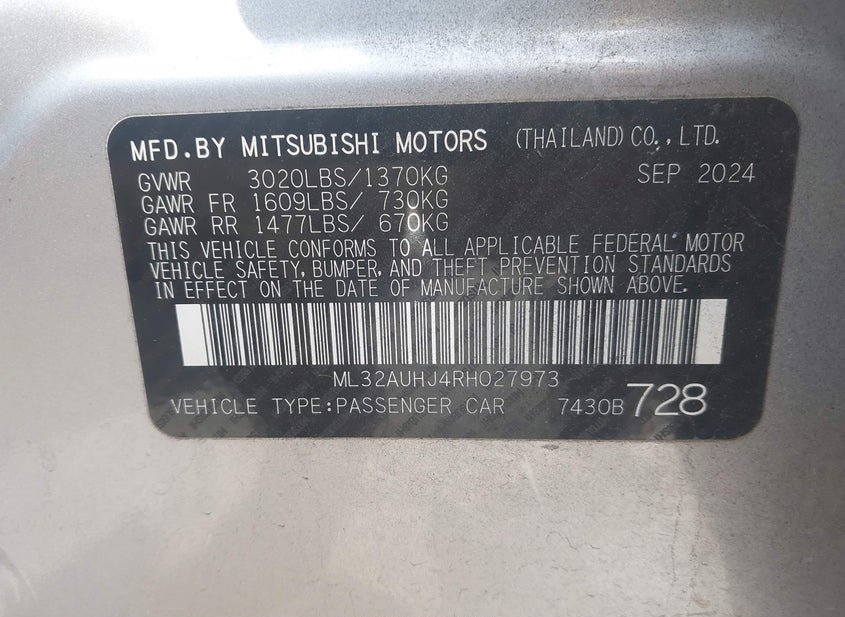 MFD.BY MITSUBISHI MOTORS (THAILAND) CO., LTD.
GVWR 3020LBS/1370KG SEP 2024
GAWR FR 1609LBS/ 730KG
GAWR RR 1477LBS/ 670KG
THIS VEHICLE CONFORMS TO ALL APPLICABLE FEDERAL MOTOR
VEHICLE SAFETY, BUMPER, AND THEFT PREVENTION STANDARDS
IN EFFECT ON THE DATE OF MANUFACTURE SHOWN ABOVE.
ML32AUHJ4RH027973
VEHICLE TYPE:PASSENGER CAR 7430B 728